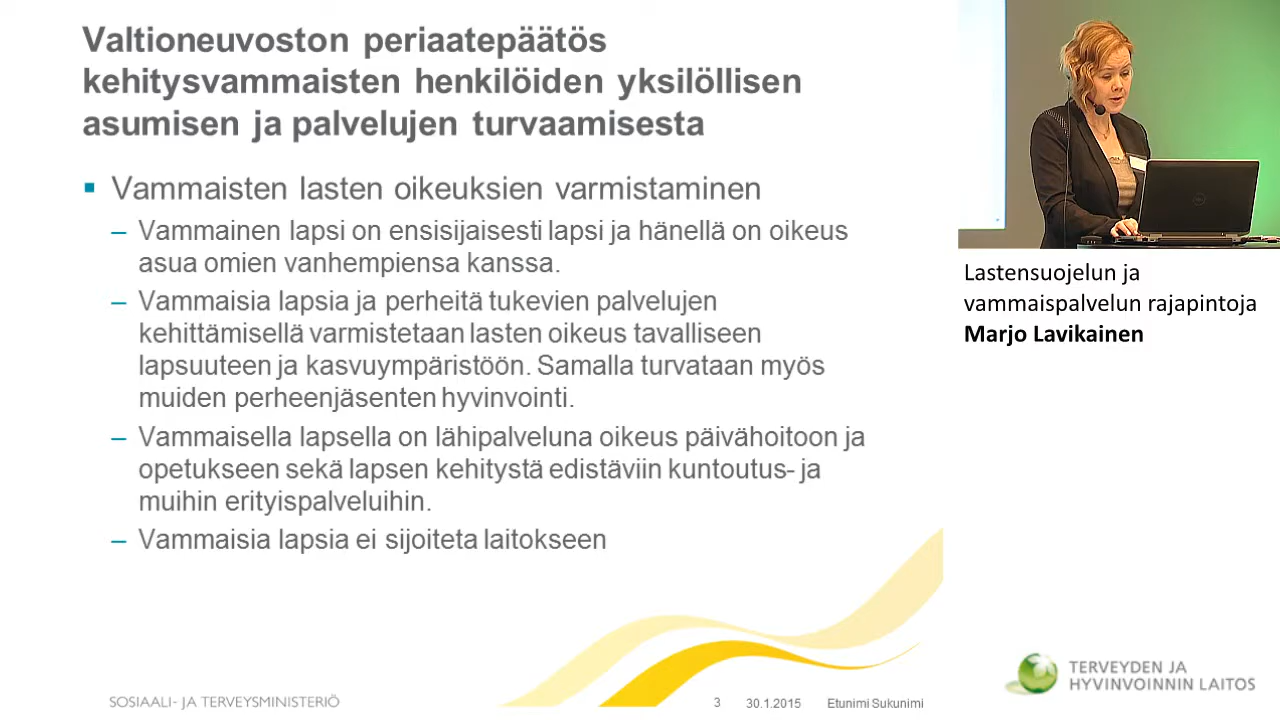 Valtioneuvoston periaatepäätös
kehitysvammaisten henkilöiden yksilöllisen
asumisen ja palvelujen turvaamisesta
Vammaisten lasten oikeuksien varmistaminen
– Vammainen lapsi on ensisijaisesti lapsi ja hänellä on oikeus
asua omien vanhempiensa kanssa.
– Vammaisia lapsia ja perheitä tukevien palvelujen
kehittämisellä varmistetaan lasten oikeus tavalliseen
lapsuuteen ja kasvuympäristöön. Samalla turvataan myös
muiden perheenjäsenten hyvinvointi.
– Vammaisella lapsella on lähipalveluna oikeus päivähoitoon ja
opetukseen sekä lapsen kehitystä edistäviin kuntoutus- ja
muihin erityispalveluihin.
– Vammaisia lapsia ei sijoiteta laitokseen
SOSIAALI- JA TERVEYSMINISTERIÖ
3 30.1.2015 Etunimi Sukunimi
Lastensuojelun ja
vammaispalvelun rajapintoja
Marjo Lavikainen
TERVEYDEN JA
HYVINVOINNIN LAITOS